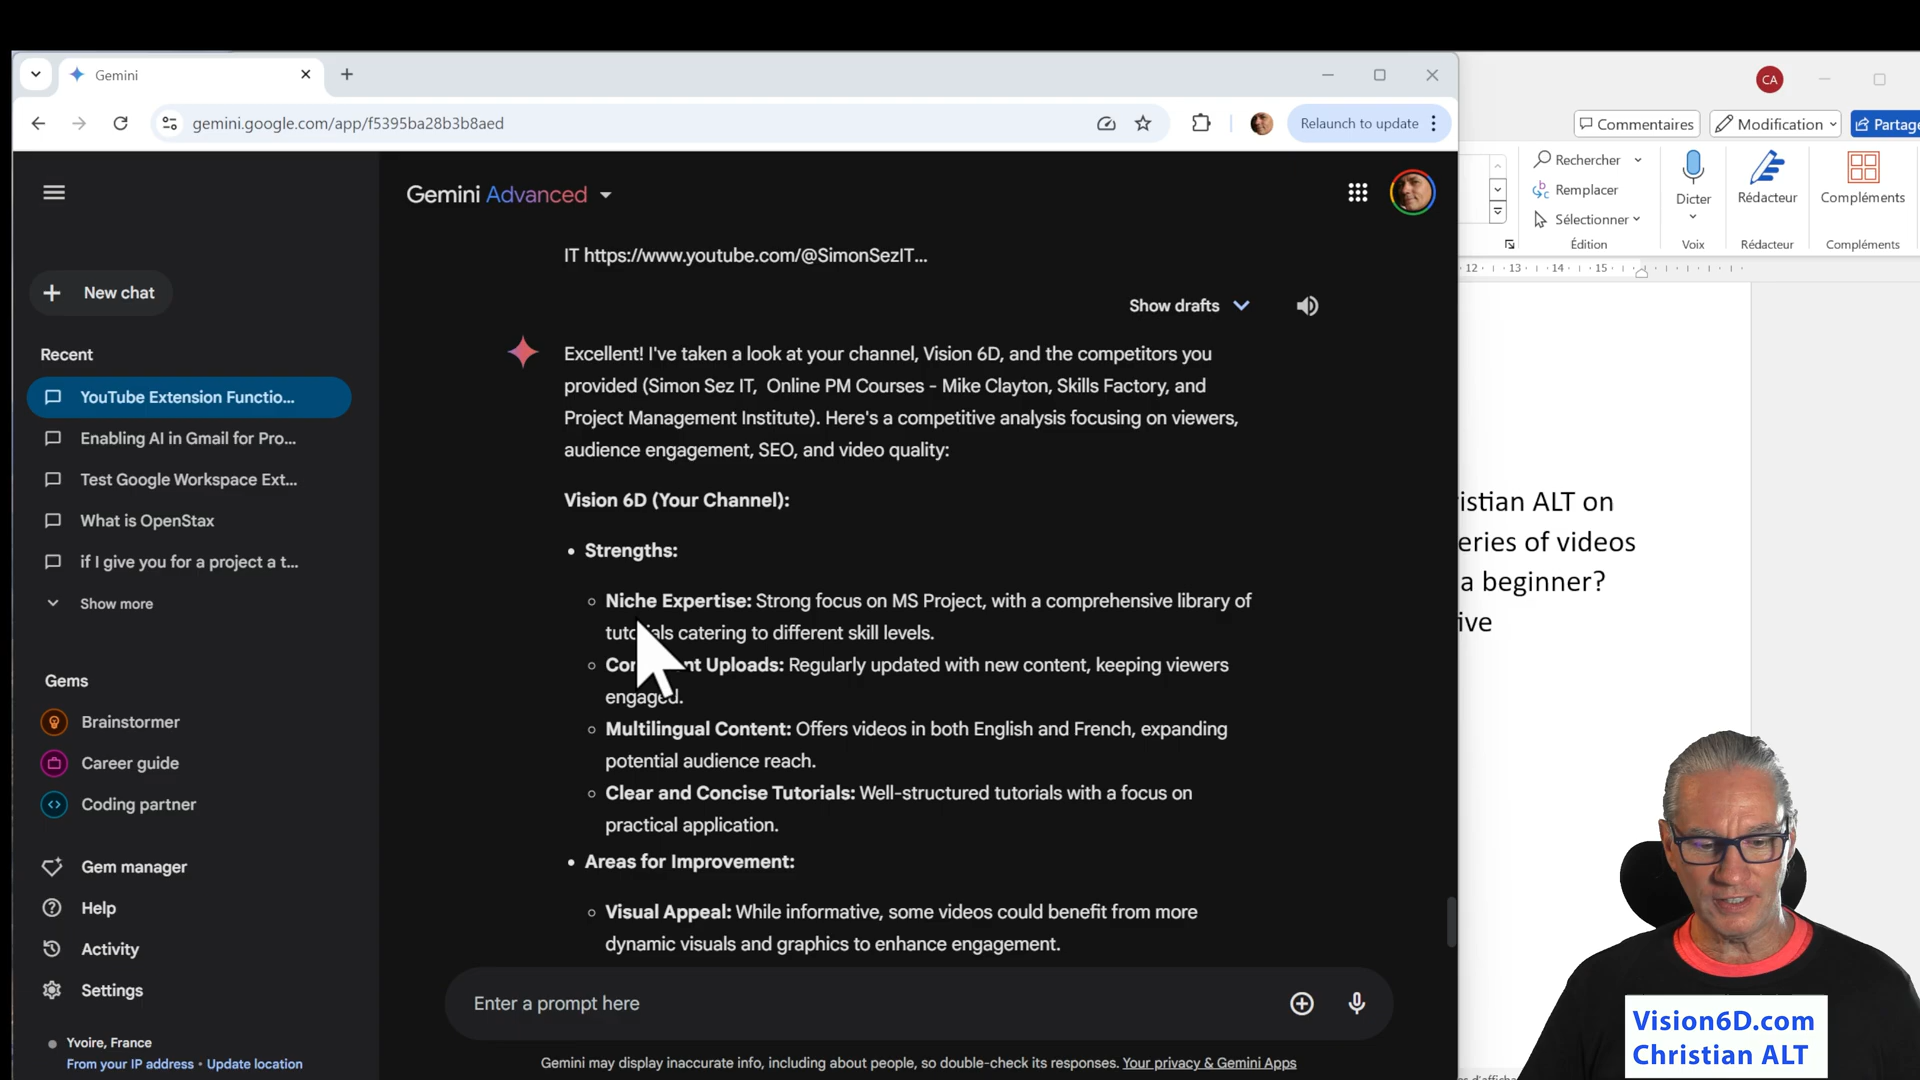 Gemini
gemini.google.com/app/f5395ba28b3b8aed
Relaunch to update
Gemini Advanced
New chat
Recent
YouTube Extension Functio...
Enabling AI in Gmail for Pro...
Test Google Workspace Ext...
What is OpenStax
if I give you for a project a t...
Show more
Gems
Brainstormer
Career guide
Coding partner
Gem manager
Help
Activity
Settings
Yvoire, France
From your IP address • Update location
IT https://www.youtube.com/@SimonSezIT...
Show drafts
Excellent! I've taken a look at your channel, Vision 6D, and the competitors you
provided (Simon Sez IT, Online PM Courses - Mike Clayton, Skills Factory, and
Project Management Institute). Here's a competitive analysis focusing on viewers,
audience engagement, SEO, and video quality:
Vision 6D (Your Channel):
• Strengths:
Niche Expertise: Strong focus on MS Project, with a comprehensive library of
tutorials catering to different skill levels.
Uploads: Regularly updated with new content, keeping viewers
engaged.
Multilingual Content: Offers videos in both English and French, expanding
potential audience reach.
Clear and Concise Tutorials: Well-structured tutorials with a focus on
practical application.
• Areas for Improvement:
Visual Appeal: While informative, some videos could benefit from more
dynamic visuals and graphics to enhance engagement.
Enter a prompt here
Gemini may display inaccurate info, including about people, so double-check its responses. Your privacy & Gemini Apps
CA
Commentaires
Modification
Partage
Rechercher
Remplacer
Sélectionner
Édition
Dicter
Voix
Rédacteur
Rédacteur
Compléments
Compléments
12 13 14 15
istian ALT on
eries of videos
a beginner?
ive
Vision6D.com
Christian ALT